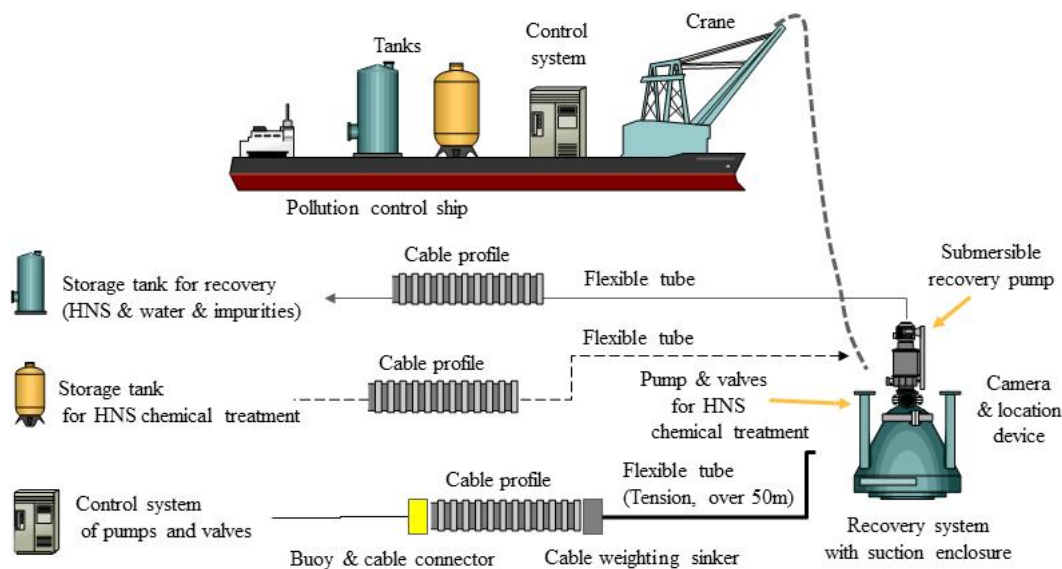 Crane
Tanks
Control
system
Pollution control ship
Cable profile
Flexible tube
Submersible
recovery pump
Storage tank for recovery
(HNS & water & impurities)
Flexible tube
Cable profile
Storage tank
for HNS chemical treatment
Pump & valves
for HNS
chemical treatment
Camera
& location
device
Cable profile
Flexible tube
(Tension, over 50m)
Control system
of pumps and valves
Buoy & cable connector
Cable weighting sinker
Recovery system
with suction enclosure